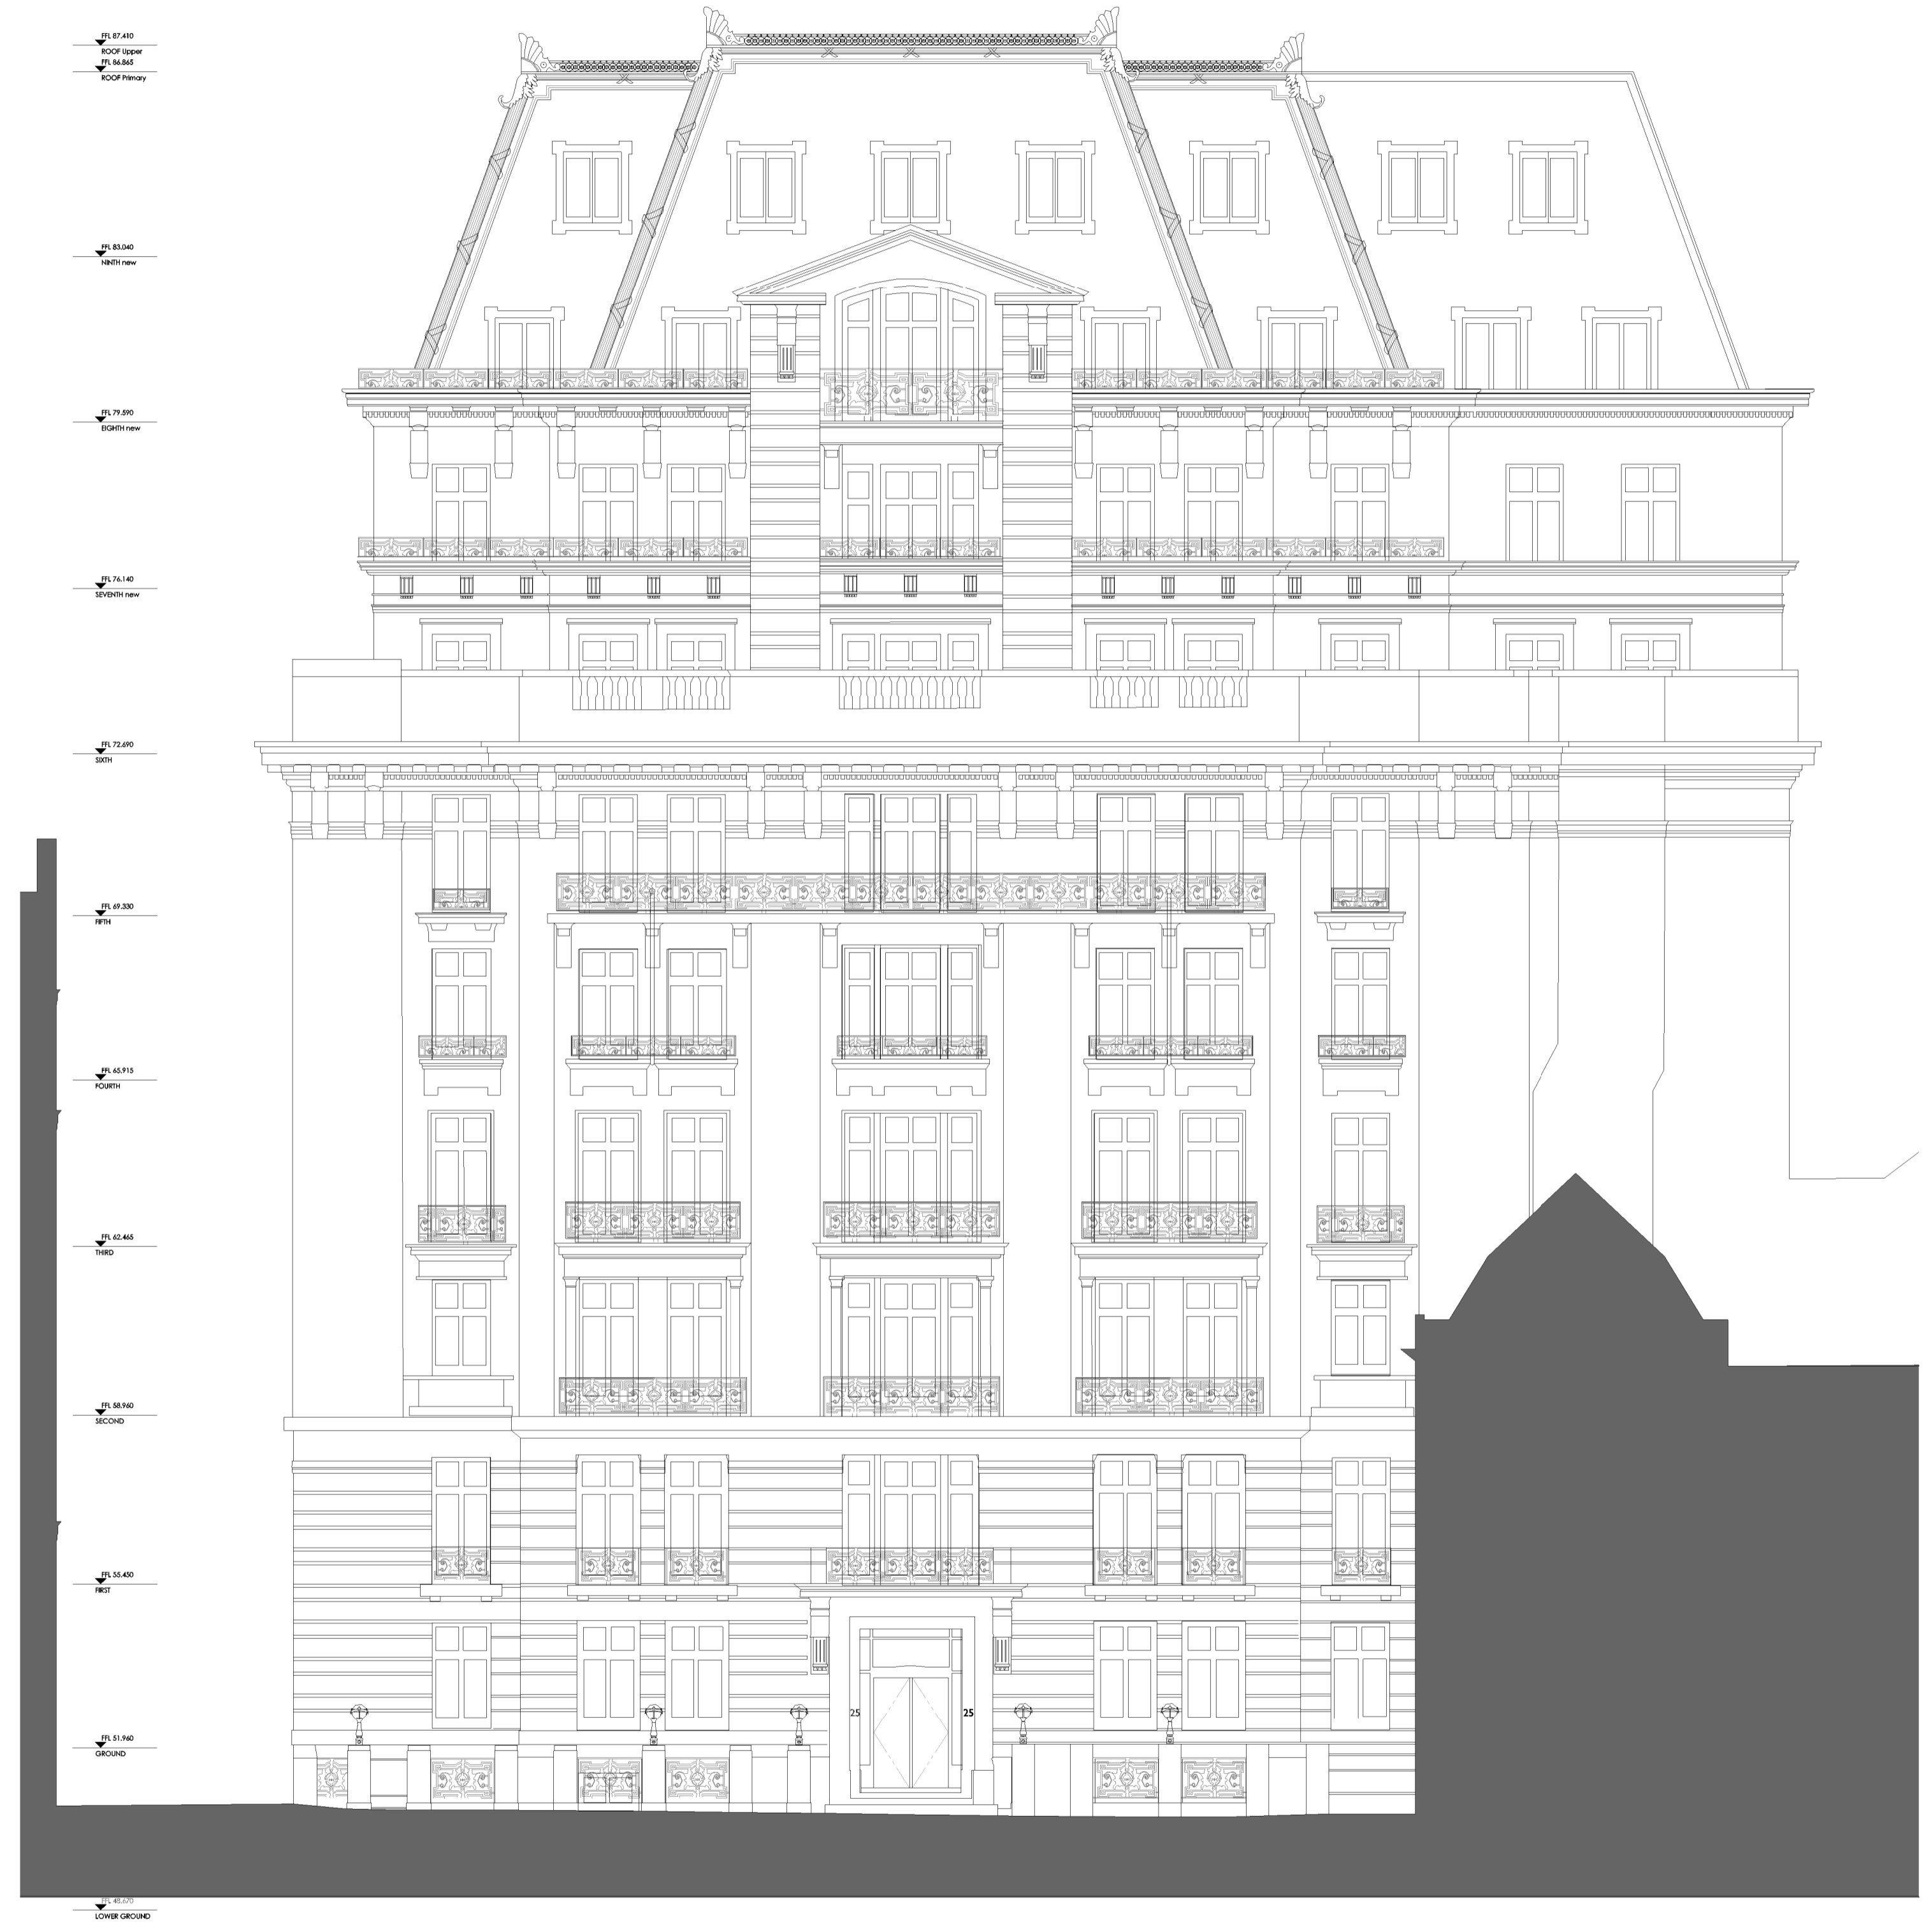 FFL 87.410
ROOF Upper
FFL 86.865
ROOF Primary
FFL 83.040
NINTH new
FFL 79.590
EIGHTH new
FFL 76.140
SEVENTH new
FFL 72.690
SIXTH
FFL 69.330
FIFTH
FFL 65.915
FOURTH
FFL 62.465
THIRD
FFL 58.960
SECOND
FFL 55.450
FIRST
25 25
FFL 51.960
GROUND
FFL 48.670
LOWER GROUND